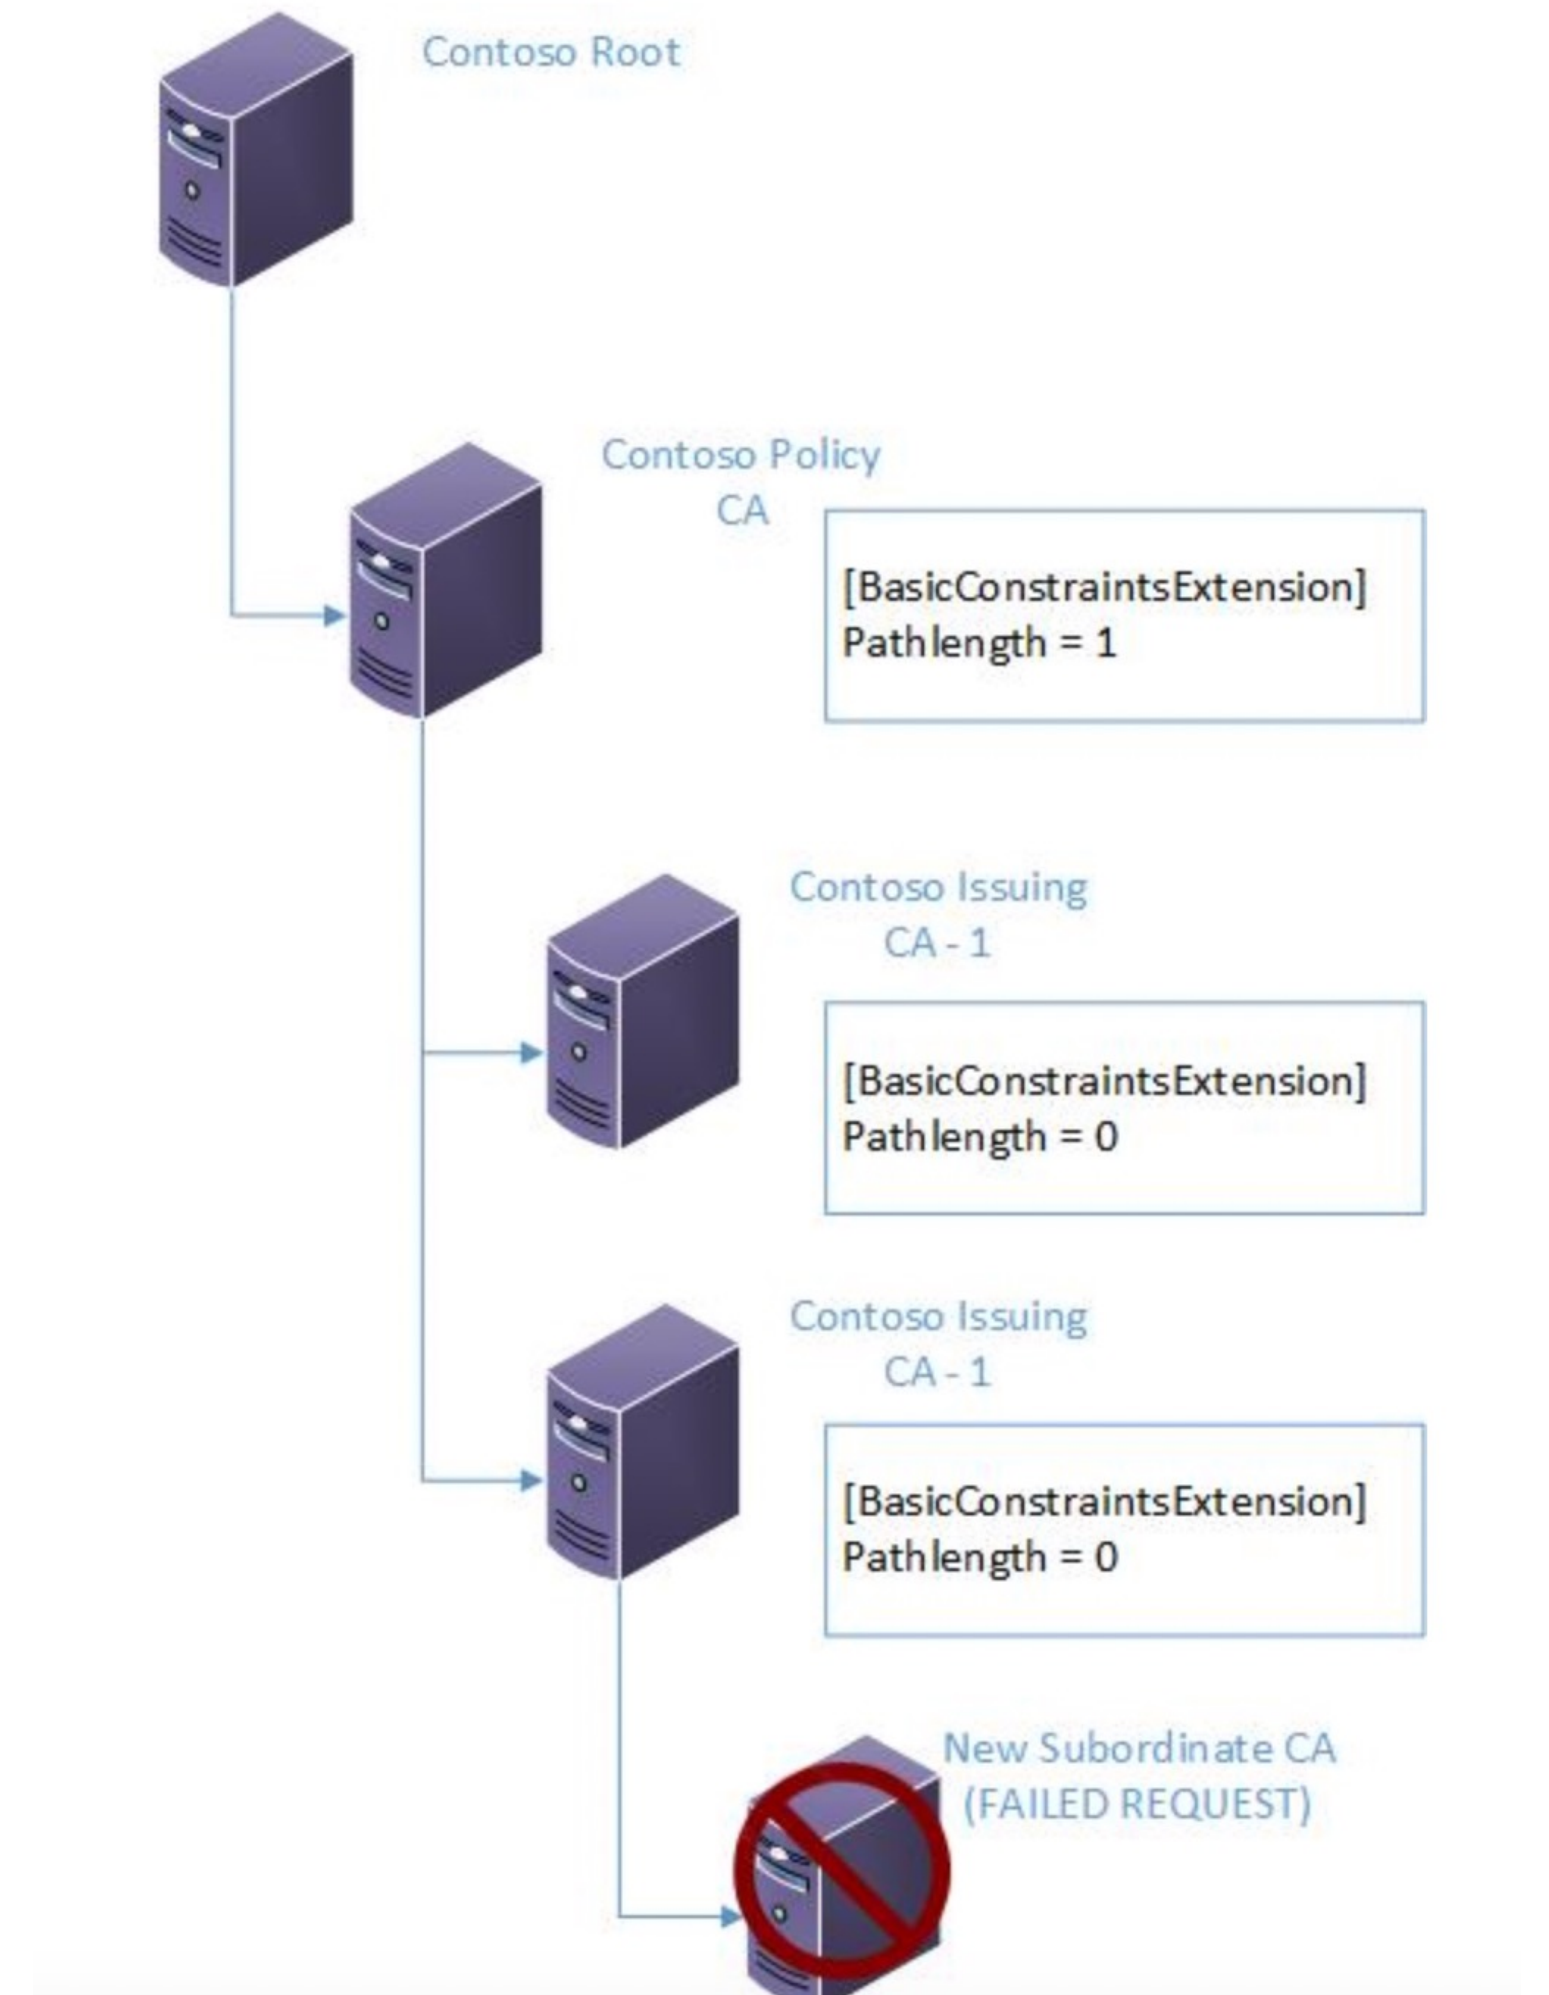 Contoso Root
Contoso Policy
CA
[BasicConstraintsExtension]
Pathlength = 1
Contoso Issuing
CA - 1
[BasicConstraintsExtension]
Pathlength = 0
Contoso Issuing
CA - 1
[BasicConstraintsExtension]
Pathlength = 0
New Subordinate CA
(FAILED REQUEST)